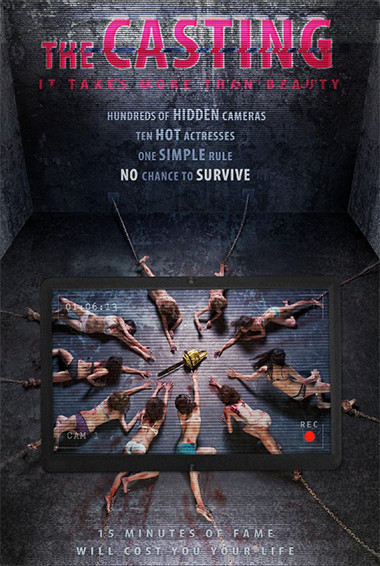 THE CASTING
IT TAKES MORE THAN BEAUTY
HUNDREDS OF HIDDEN CAMERAS
TEN HOT ACTRESSES
ONE SIMPLE RULE
NO CHANCE TO SURVIVE
01:06:13
REC
CAM
15 MINUTES OF FAME
WILL COST YOU YOUR LIFE